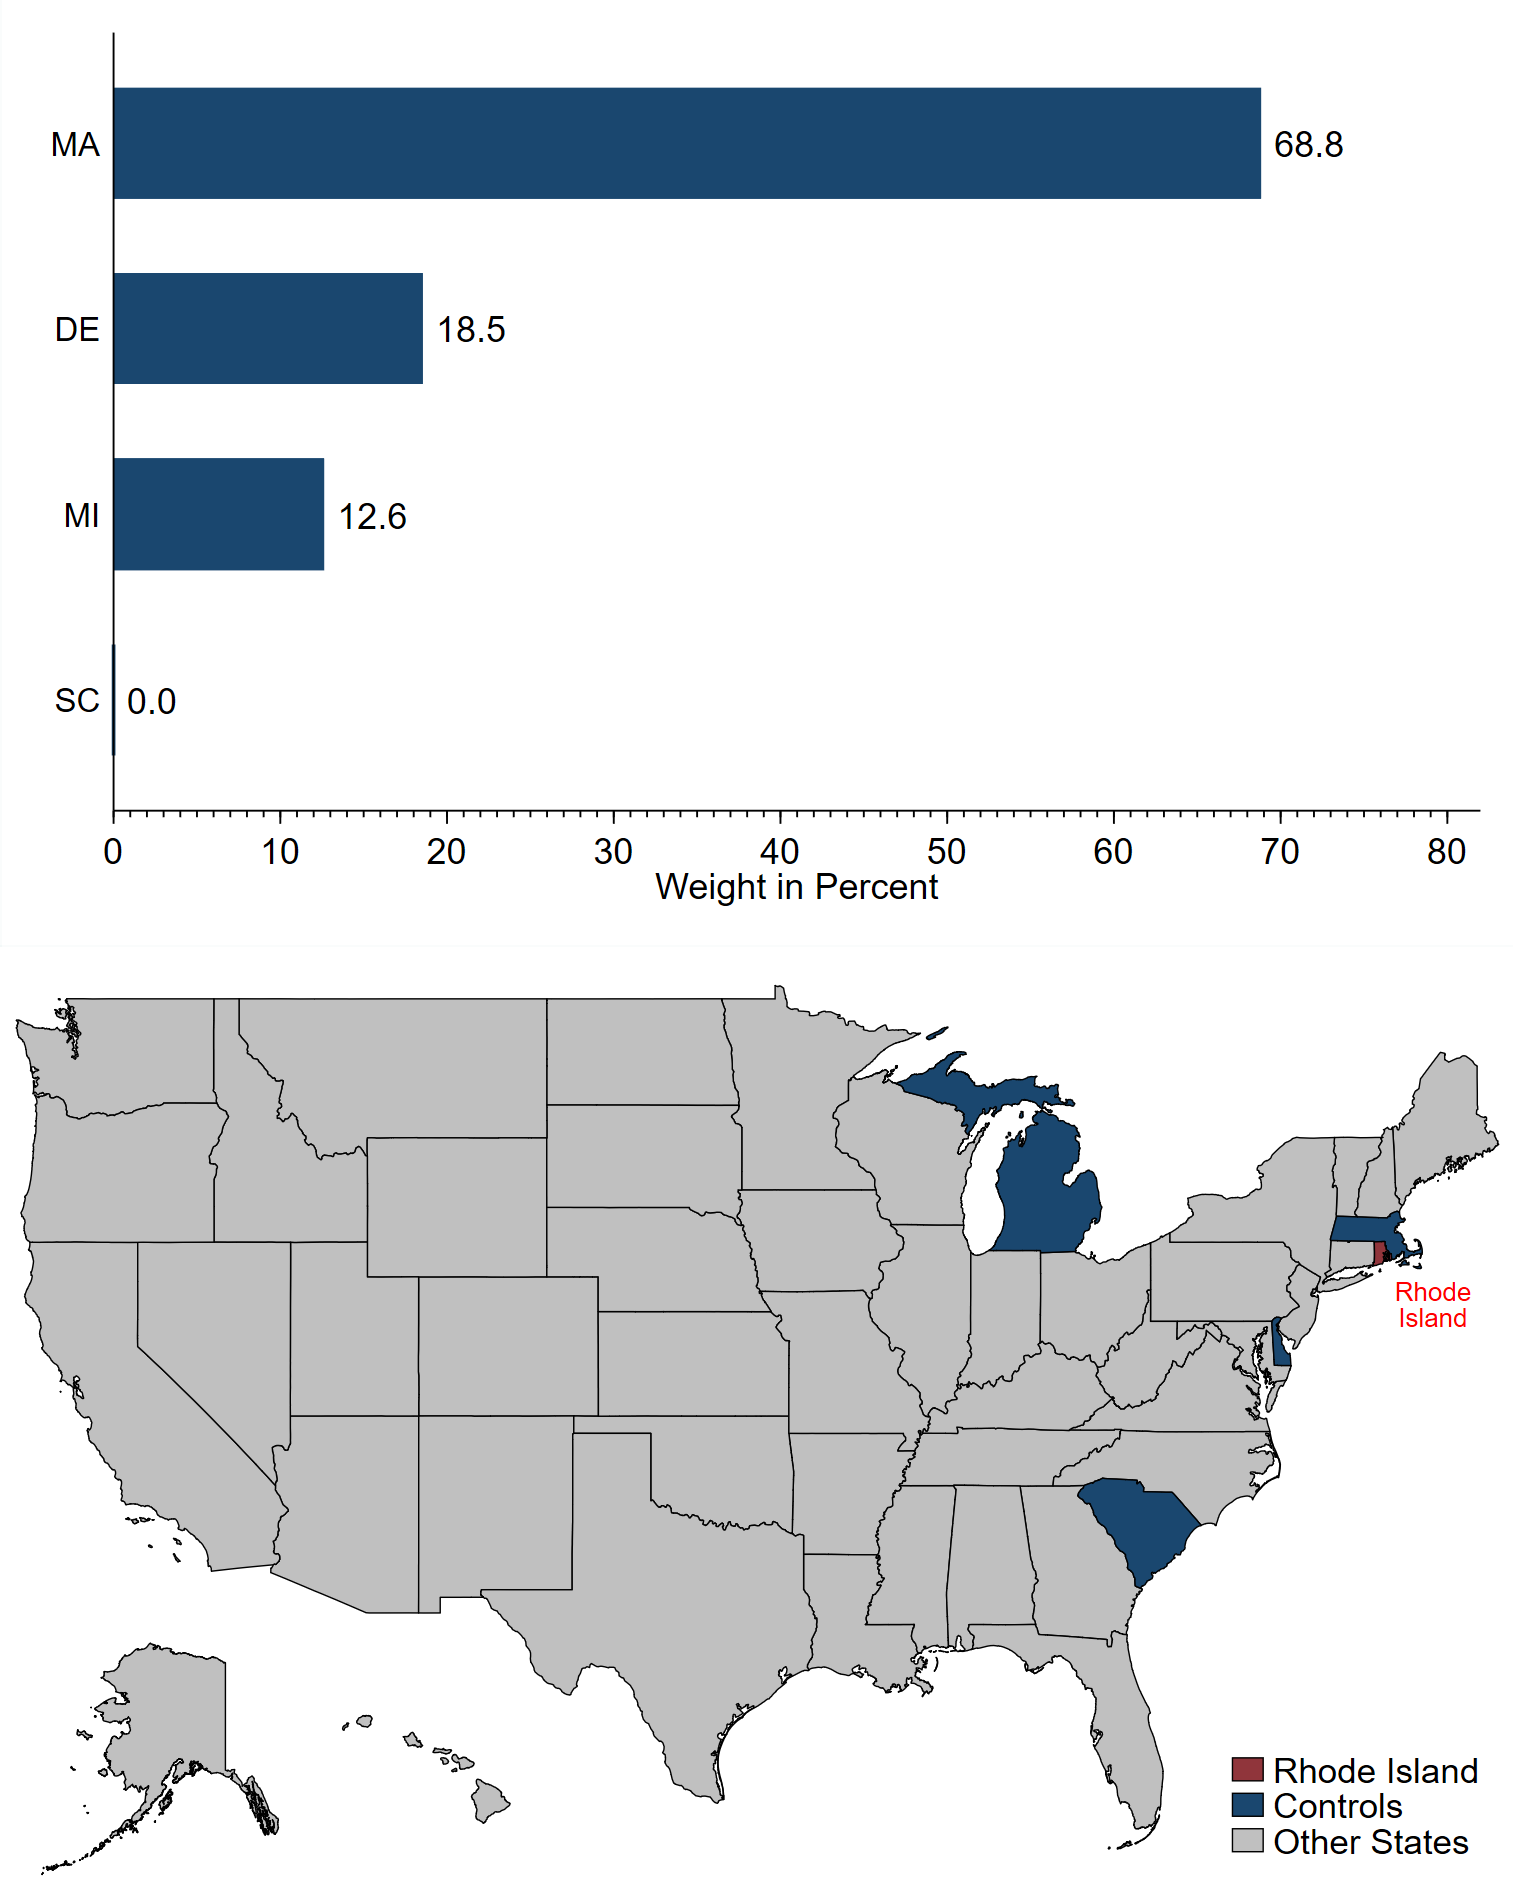 MA
68.8
DE
18.5
MI
12.6
SC
0.0
0 10 20 30 40 50 60 70 80
Weight in Percent
Rhode
Island
Rhode Island
Controls
Other States